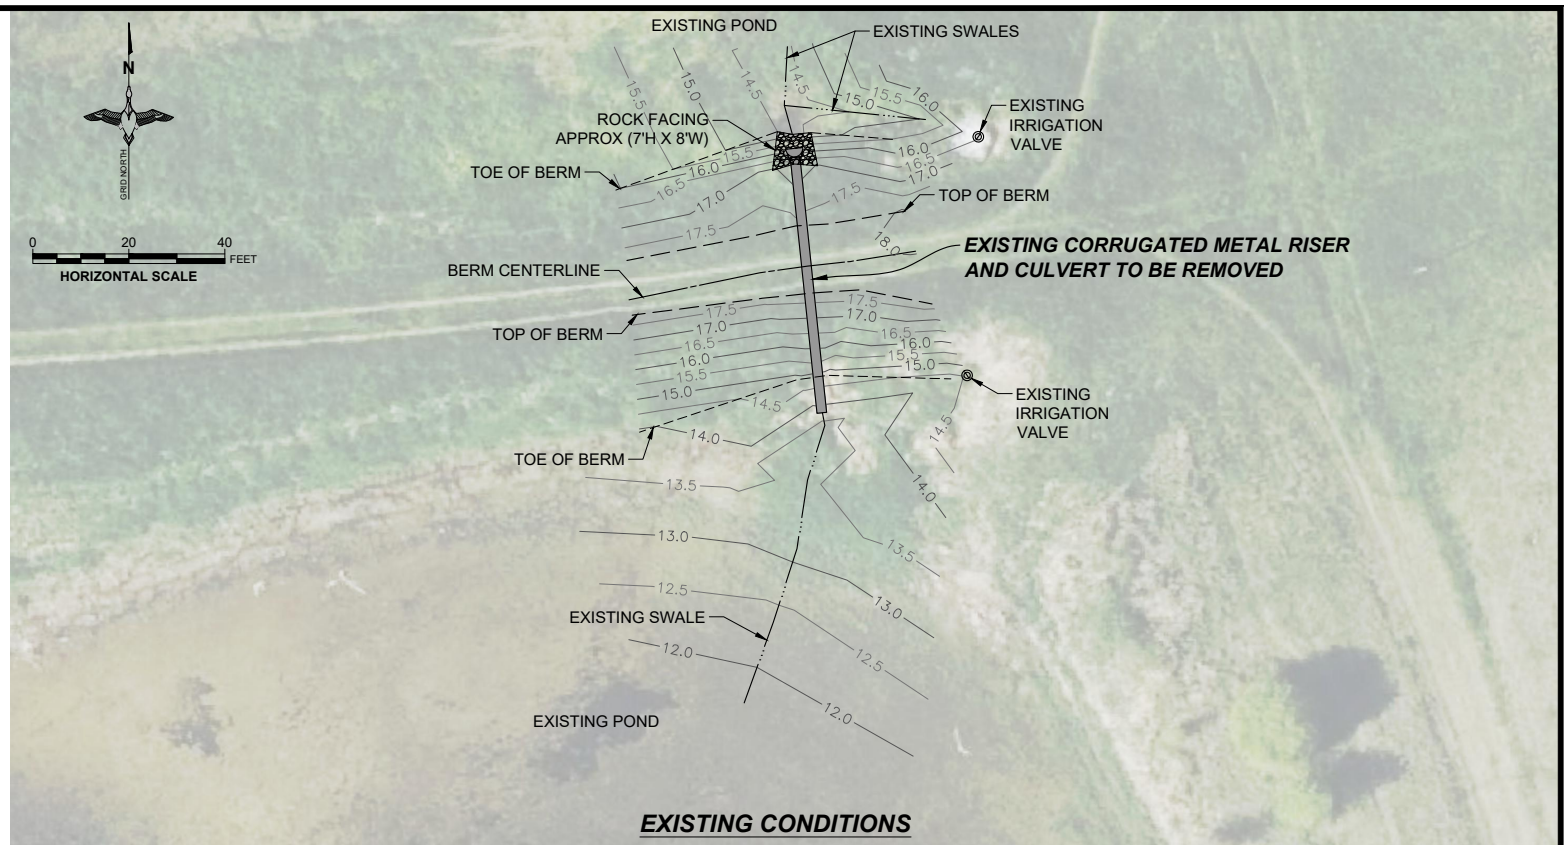 EXISTING POND
EXISTING SWALES
N
GRID NORTH
15.5
15.0
14.5
14.5
15.0
15.5
16.0
ROCK FACING
APPROX (7'H X 8'W)
EXISTING
IRRIGATION
VALVE
TOE OF BERM
15.5
16.0
16.5
17.0
17.5
16.0
16.5
17.0
17.5
TOP OF BERM
18.0
0 20 40
FEET
HORIZONTAL SCALE
BERM CENTERLINE
EXISTING CORRUGATED METAL RISER
AND CULVERT TO BE REMOVED
TOP OF BERM
17.5
17.0
16.5
16.0
15.5
15.0
14.5
14.0
17.5
17.0
16.5
16.0
15.5
15.0
14.5
14.0
EXISTING
IRRIGATION
VALVE
TOE OF BERM
13.5
13.5
13.0
13.0
12.5
12.5
EXISTING SWALE
12.0
12.0
EXISTING POND
EXISTING CONDITIONS